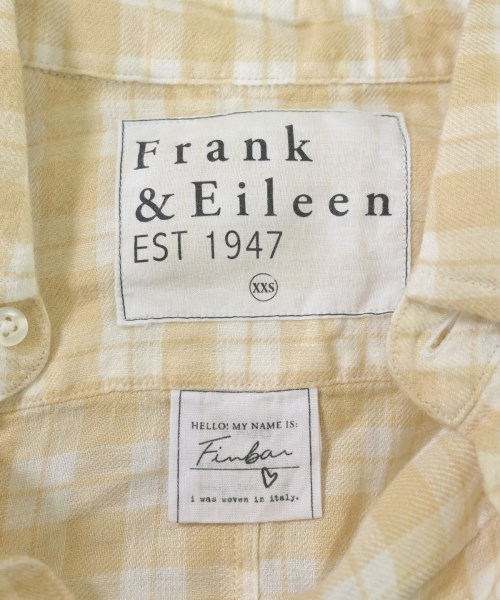 Frank
& Eileen
EST 1947
XXS
HELLO! MY NAME IS:
Finbar
i was woven in italy.